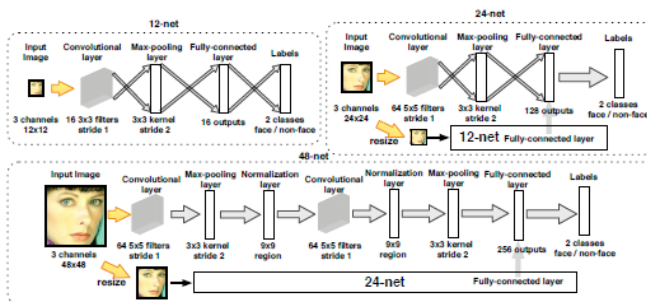 12-net
Input Image
Convolutional layer
Max-pooling layer
Fully-connected layer
Labels
3 channels 12x12
16 3x3 filters stride 1
3x3 kernel stride 2
16 outputs
2 classes face / non-face
24-net
Input Image
Convolutional layer
Max-pooling layer
Fully-connected layer
Labels
3 channels 24x24
64 5x5 filters stride 1
3x3 kernel stride 2
128 outputs
2 classes face / non-face
resize
12-net Fully-connected layer
48-net
Input Image
Convolutional layer
Max-pooling layer
Normalization layer
Convolutional layer
Normalization layer
Max-pooling layer
Fully-connected layer
Labels
3 channels 48x48
64 5x5 filters stride 1
3x3 kernel stride 2
9x9 region
64 5x5 filters stride 1
9x9 region
3x3 kernel stride 2
256 outputs
2 classes face / non-face
resize
24-net Fully-connected layer